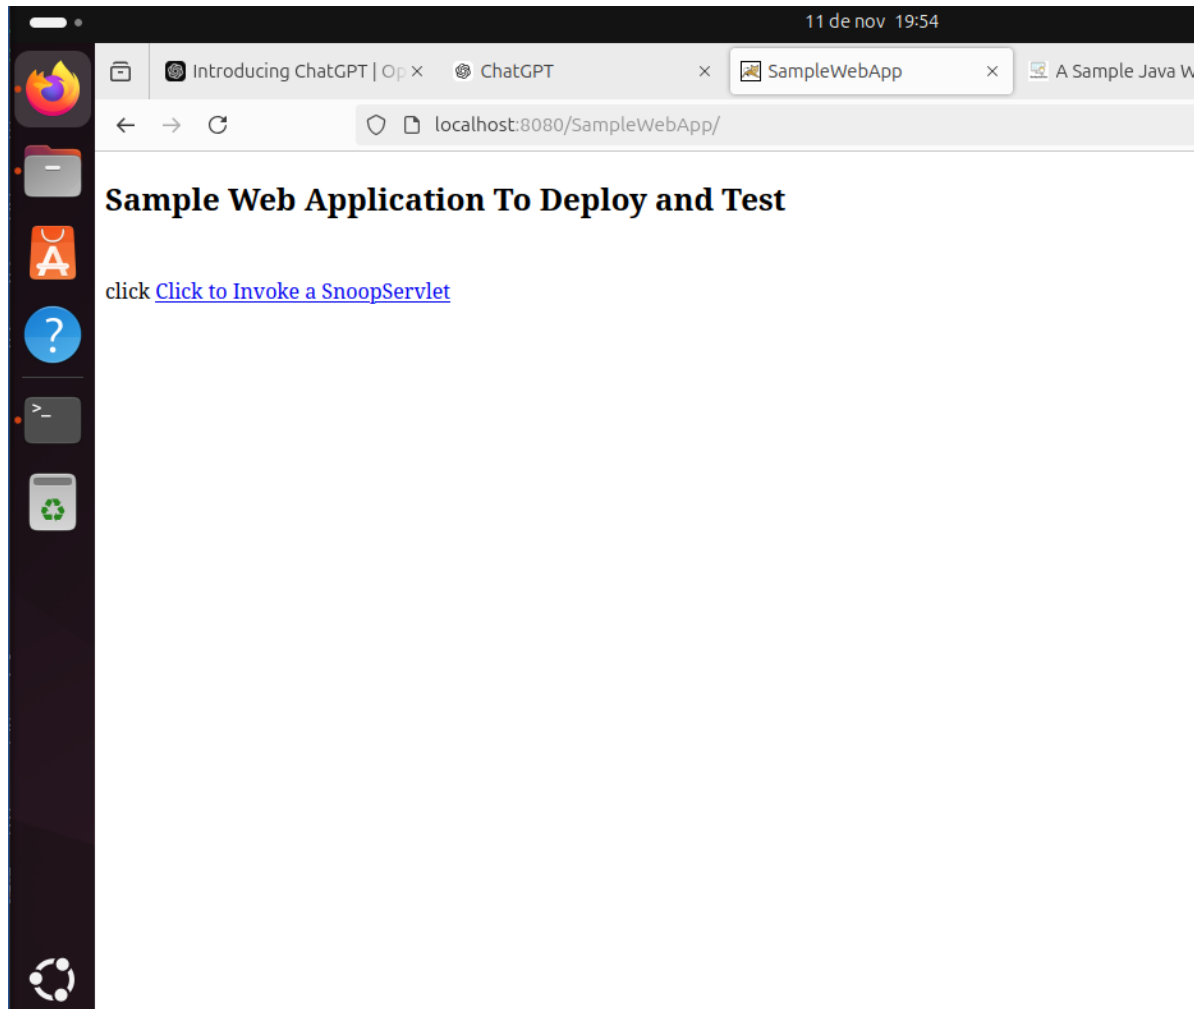 11 de nov 19:54
Introducing ChatGPT | Op
ChatGPT
SampleWebApp
A Sample Java W
localhost:8080/SampleWebApp/
Sample Web Application To Deploy and Test
click Click to Invoke a SnoopServlet